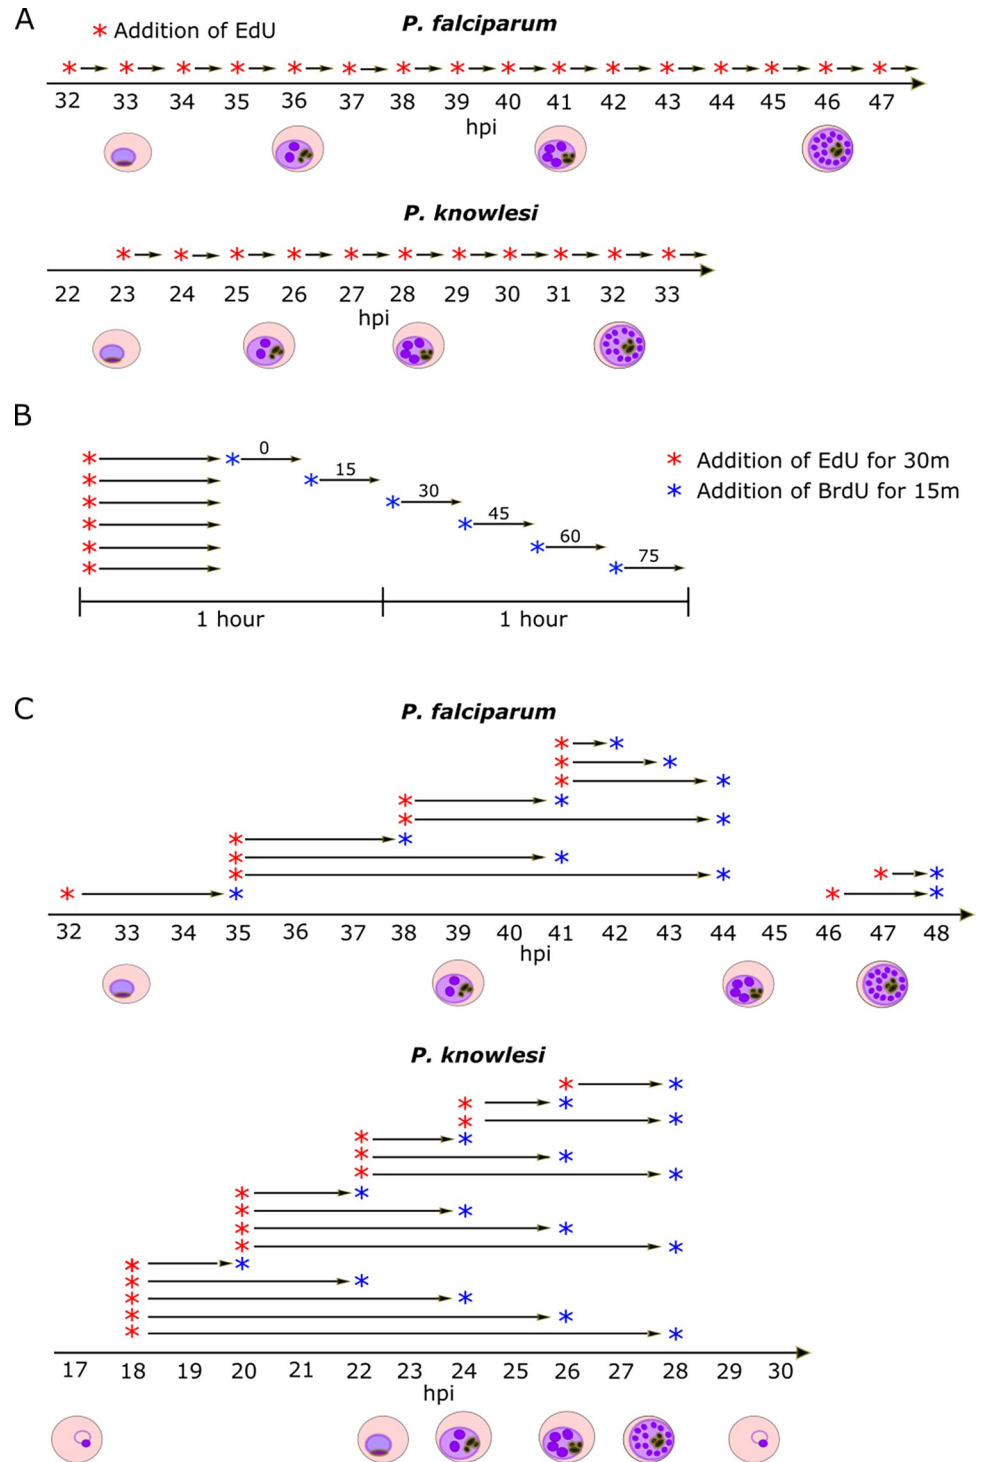 A
P. falciparum
* Addition of EdU
32 33 34 35 36 37 38 39 40 41 42 43 44 45 46 47
hpi
P. knowlesi
22 23 24 25 26 27 28 29 30 31 32 33
hpi
B
0
15
30
45
60
75
* Addition of EdU for 30m
* Addition of BrdU for 15m
1 hour 1 hour
C
P. falciparum
32 33 34 35 36 37 38 39 40 41 42 43 44 45 46 47 48
hpi
P. knowlesi
17 18 19 20 21 22 23 24 25 26 27 28 29 30
hpi